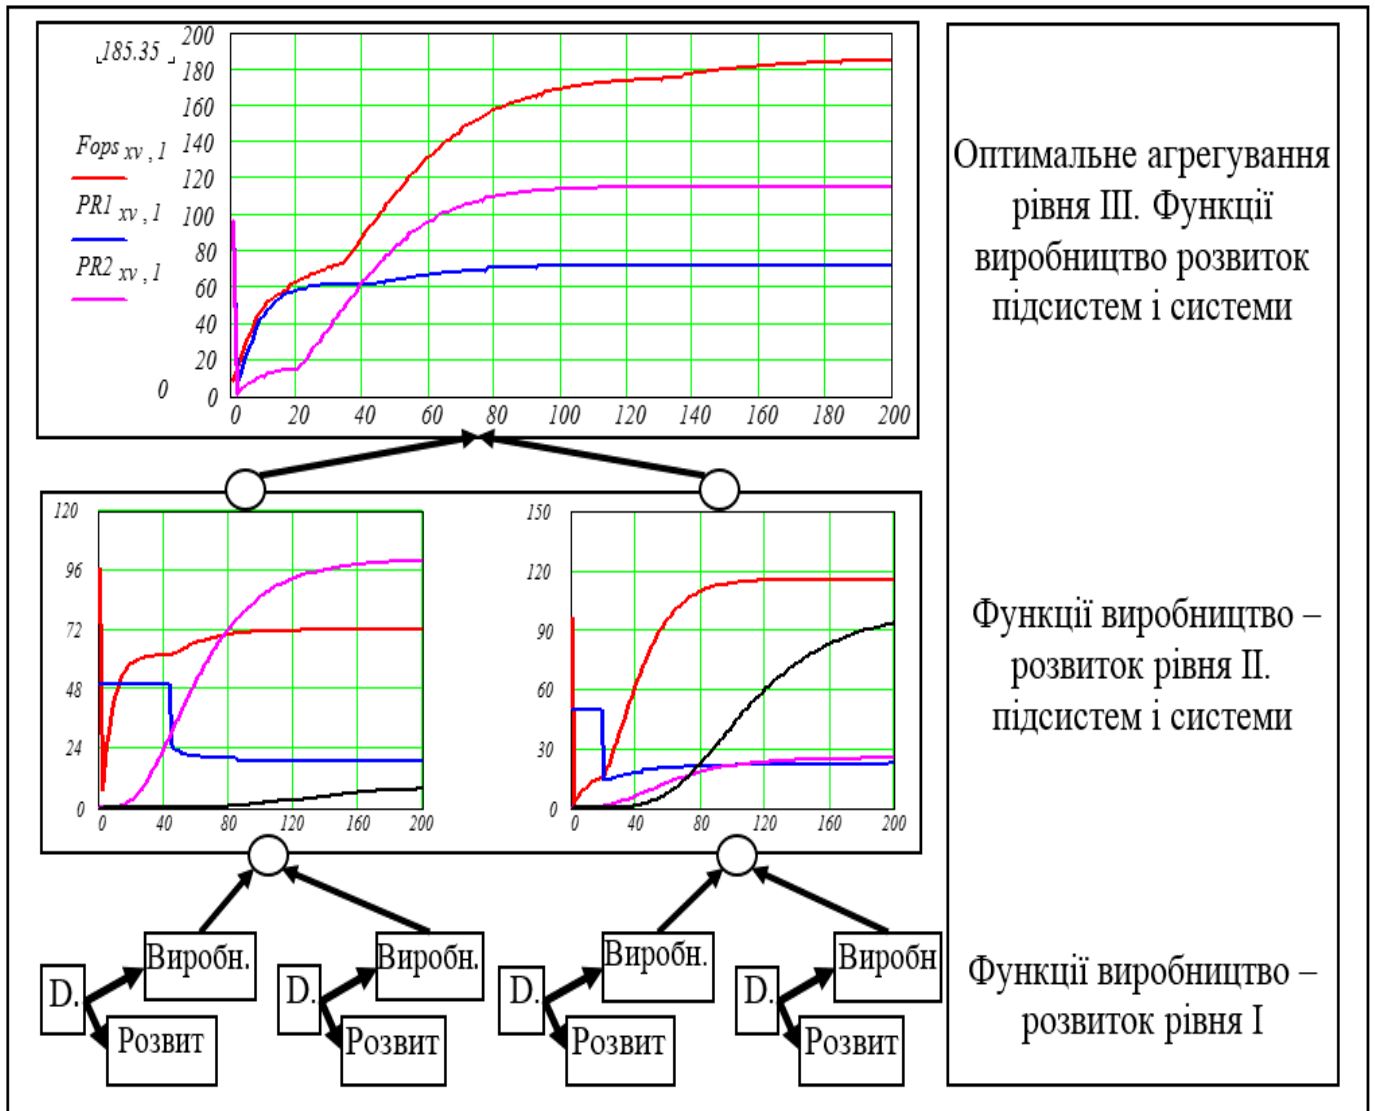 185.35
200
180
160
140
120
100
80
60
40
20
0
0
Fops xv , 1
PR1 xv , 1
PR2 xv , 1
0 20 40 60 80 100 120 140 160 180 200
Оптимальне агрегування
рівня III. Функції
виробництво розвиток
підсистем і системи
120
96
72
48
24
0
0 40 80 120 160 200
150
120
90
60
30
0
0 40 80 120 160 200
Функції виробництво –
розвиток рівня II.
підсистем і системи
D.
Виробн.
Розвит
D.
Виробн.
Розвит
D.
Виробн.
Розвит
D.
Виробн
Розвит
Функції виробництво –
розвиток рівня I